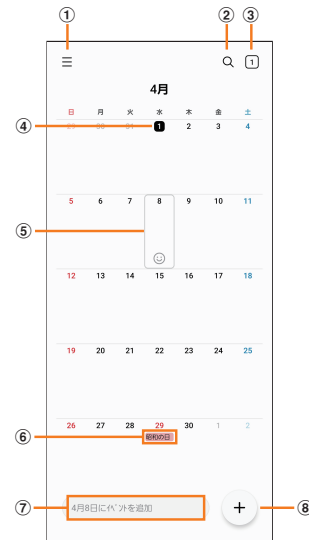 ① ② ③
1
4月
日 月 火 水 木 金 土
④ 29 30 31 1 2 3 4
5 6 7 8 9 10 11
⑤
12 13 14 15 16 17 18
19 20 21 22 23 24 25
26 27 28 29 30 1 2
⑥ 昭和の日
⑦ 4月8日にイベントを追加 + ⑧